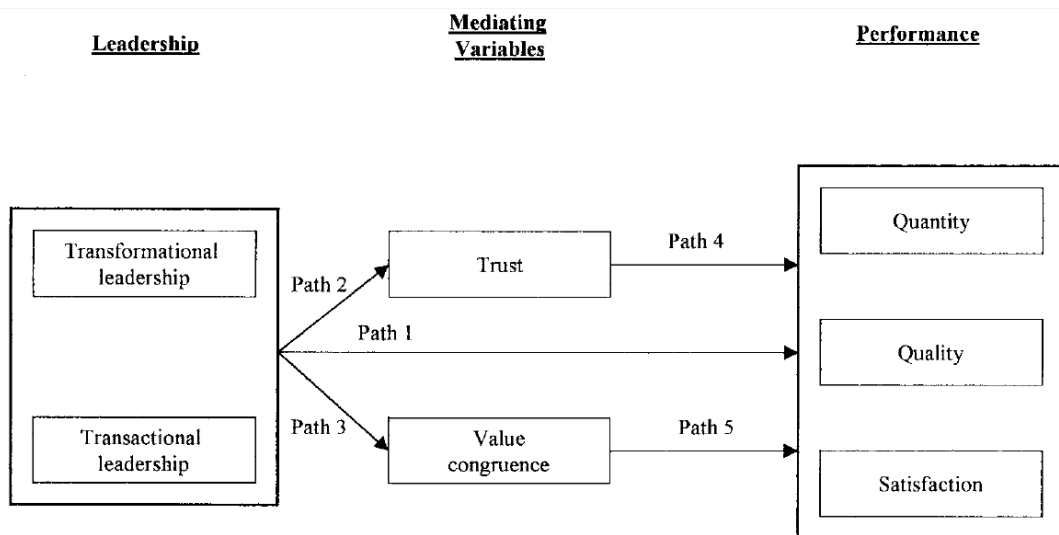 Leadership
Mediating
Variables
Performance
Transformational
leadership
Transactional
leadership
Path 2
Path 1
Path 3
Trust
Value
congruence
Path 4
Path 5
Quantity
Quality
Satisfaction